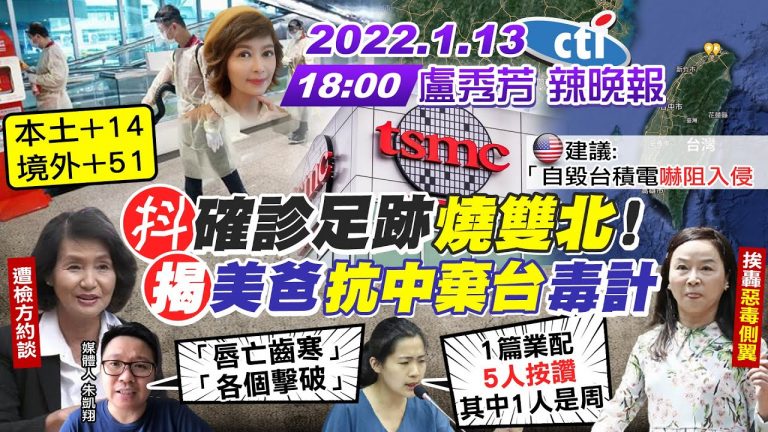 2022.1.13
cti
18:00 盧秀芳 辣晚報
本土+14
境外+51
tsmc
台灣
建議:
「自毀台積電嚇阻入侵
抖確診足跡燒雙北!
揭美爸抗中棄台毒計
遭檢方約談
媒體人 朱凱翔
「唇亡齒寒」
「各個擊破」
1篇業配
5人按讚
其中1人是周
挨轟惡毒側翼